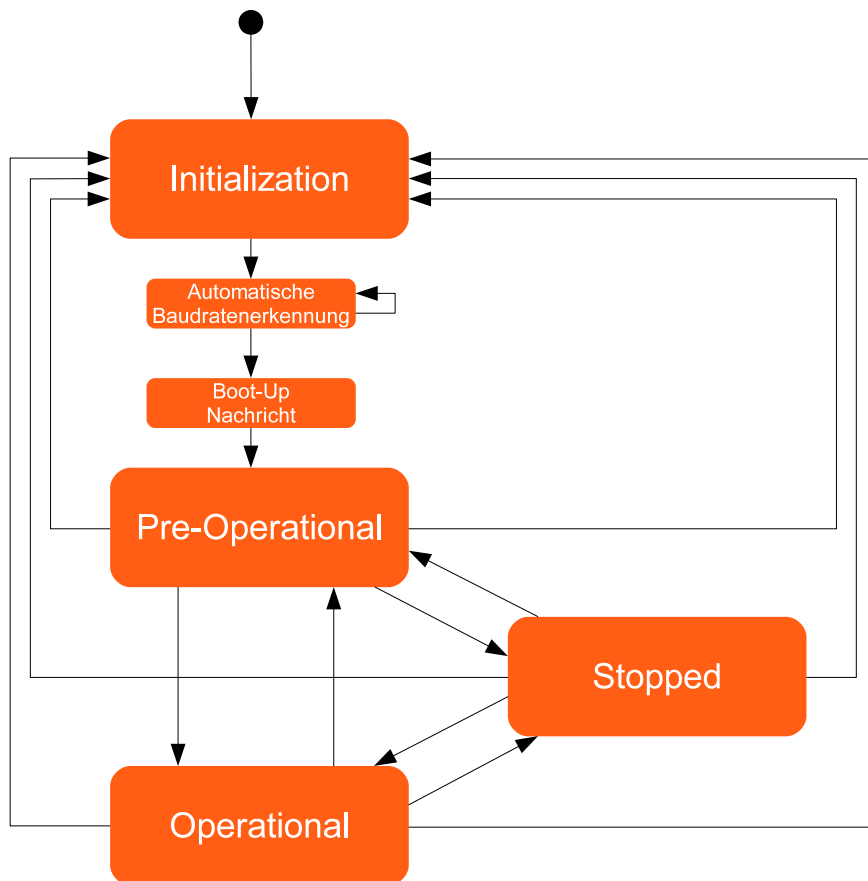 Initialization
Automatische
Baudratenerkennung
Boot-Up
Nachricht
Pre-Operational
Stopped
Operational